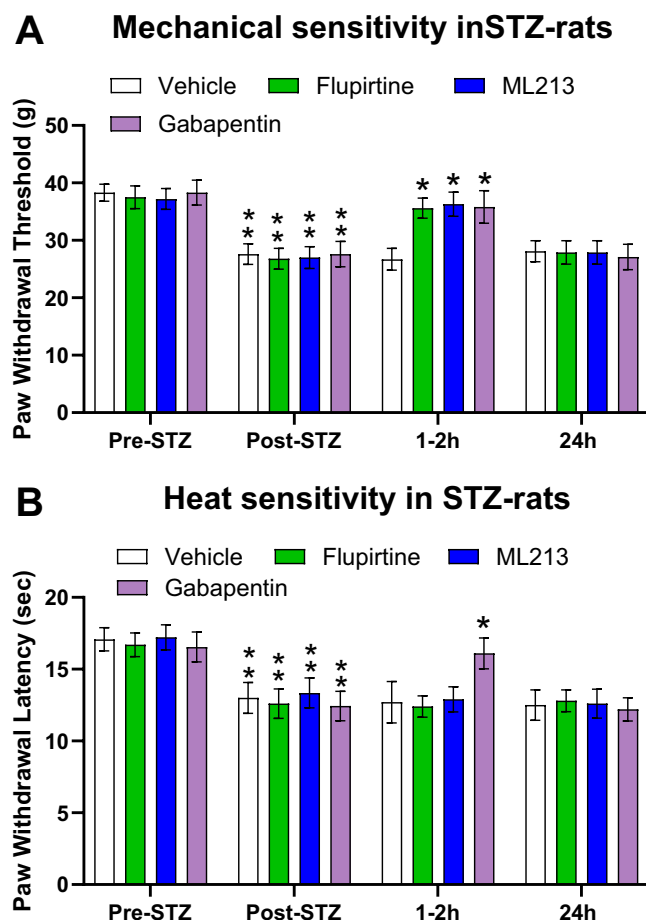 A Mechanical sensitivity inSTZ-rats
Vehicle Flupirtine ML213
Gabapentin
Paw Withdrawal Threshold (g)
50
40
30
20
10
0
** ** ** **
* * *
Pre-STZ Post-STZ 1-2h 24h
B Heat sensitivity in STZ-rats
Vehicle Flupirtine ML213
Gabapentin
Paw Withdrawal Latency (sec)
20
15
10
5
0
** ** ** **
*
Pre-STZ Post-STZ 1-2h 24h